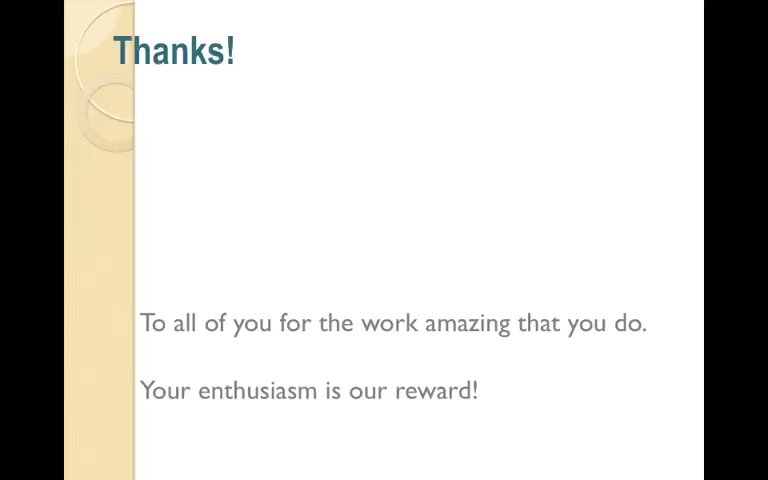 Thanks!
To all of you for the work amazing that you do.
Your enthusiasm is our reward!